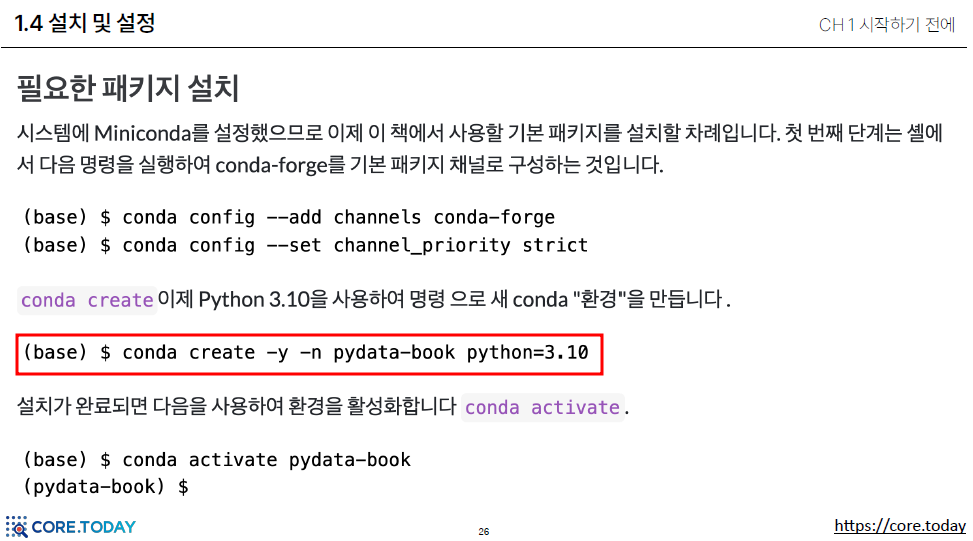 1.4 설치 및 설정
CH 1 시작하기 전에
필요한 패키지 설치
시스템에 Miniconda를 설정했으므로 이제 이 책에서 사용할 기본 패키지를 설치할 차례입니다. 첫 번째 단계는 셸에
서 다음 명령을 실행하여 conda-forge를 기본 패키지 채널로 구성하는 것입니다.
(base) $ conda config --add channels conda-forge
(base) $ conda config --set channel_priority strict
conda create 이제 Python 3.10을 사용하여 명령 으로 새 conda "환경"을 만듭니다 .
(base) $ conda create -y -n pydata-book python=3.10
설치가 완료되면 다음을 사용하여 환경을 활성화합니다 conda activate .
(base) $ conda activate pydata-book
(pydata-book) $
CORE.TODAY
26
https://core.today